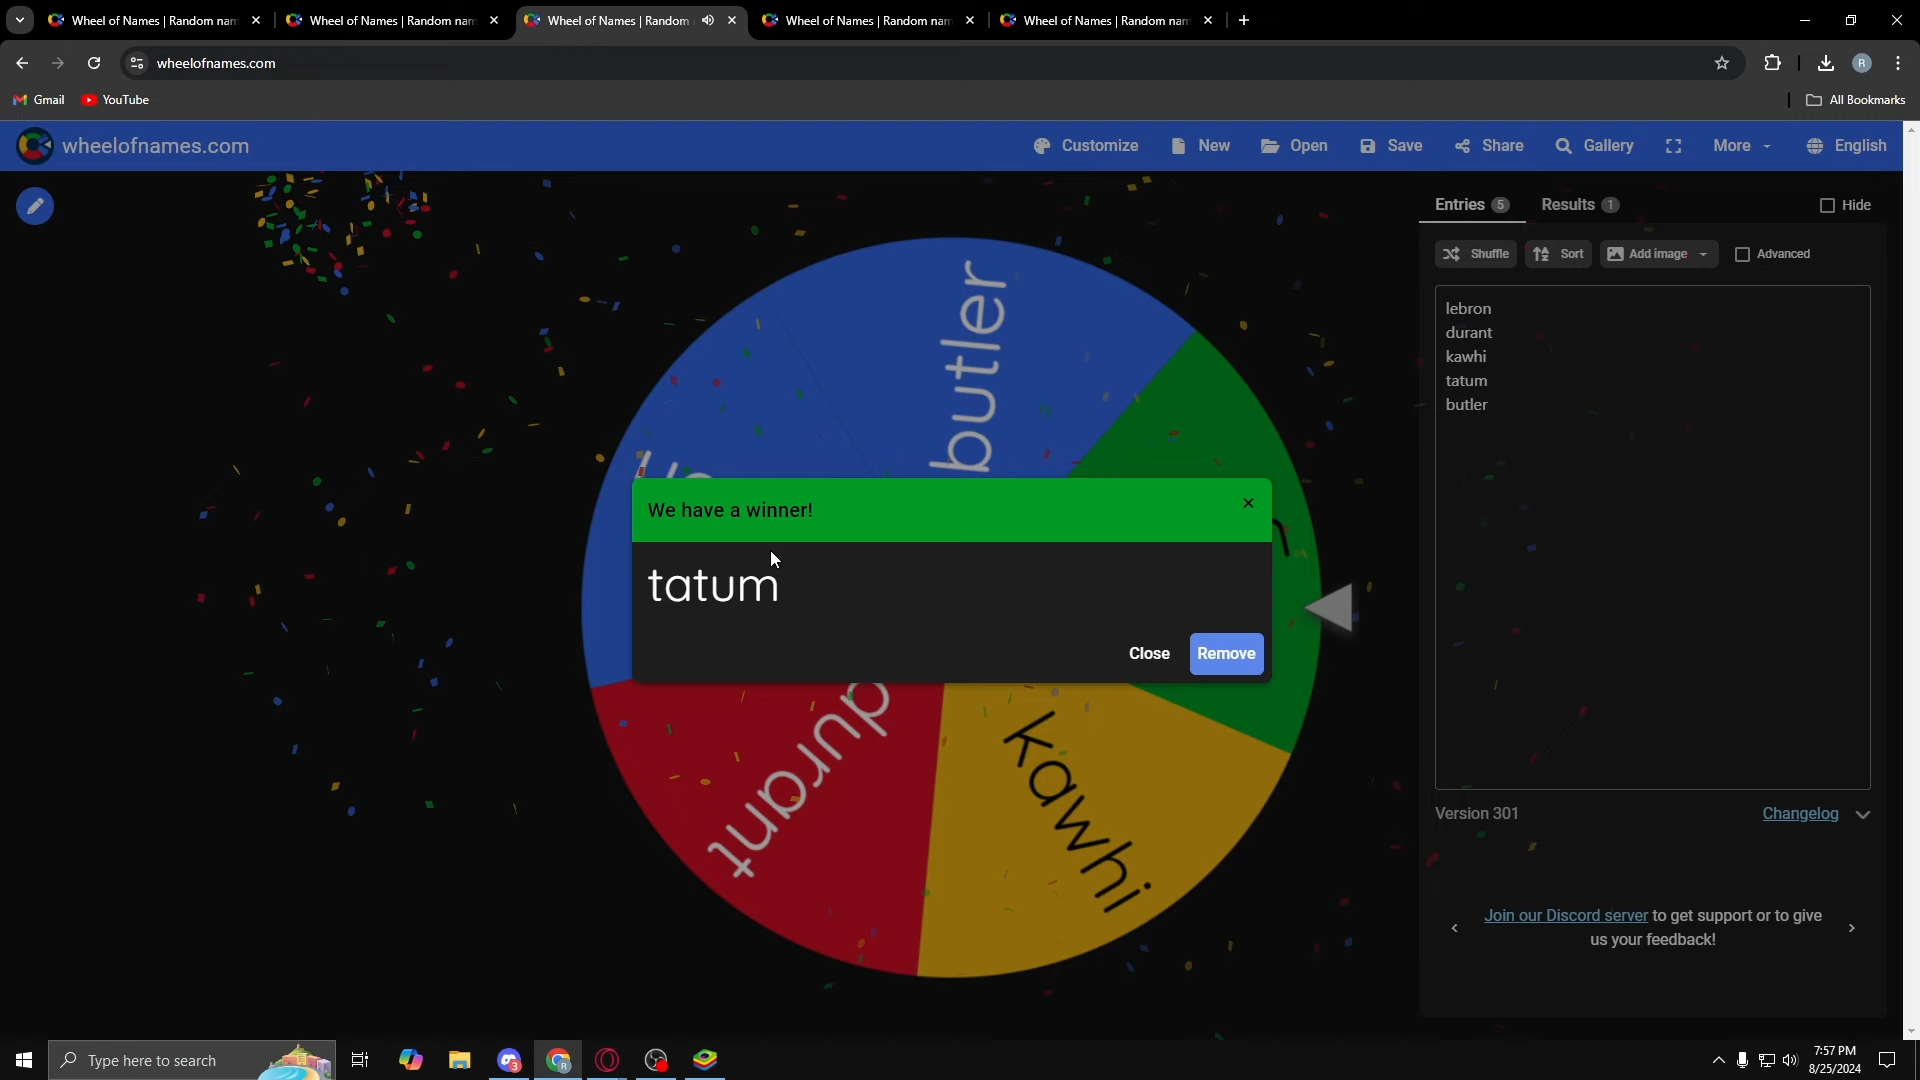 Wheel of Names | Random nam
Wheel of Names | Random nam
Wheel of Names | Random
Wheel of Names | Random nam
Wheel of Names | Random nam
wheelofnames.com
R
Gmail
YouTube
All Bookmarks
wheelofnames.com
Customize
New
Open
Save
Share
Gallery
More
English
Entries 5
Results 1
Hide
Shuffle
Sort
Add image
Advanced
lebron
durant
kawhi
tatum
butler
butler
We have a winner!
tatum
Close
Remove
durant
kawhi
Version 301
Changelog
Join our Discord server to get support or to give
us your feedback!
Type here to search
3
R
7:57 PM
8/25/2024